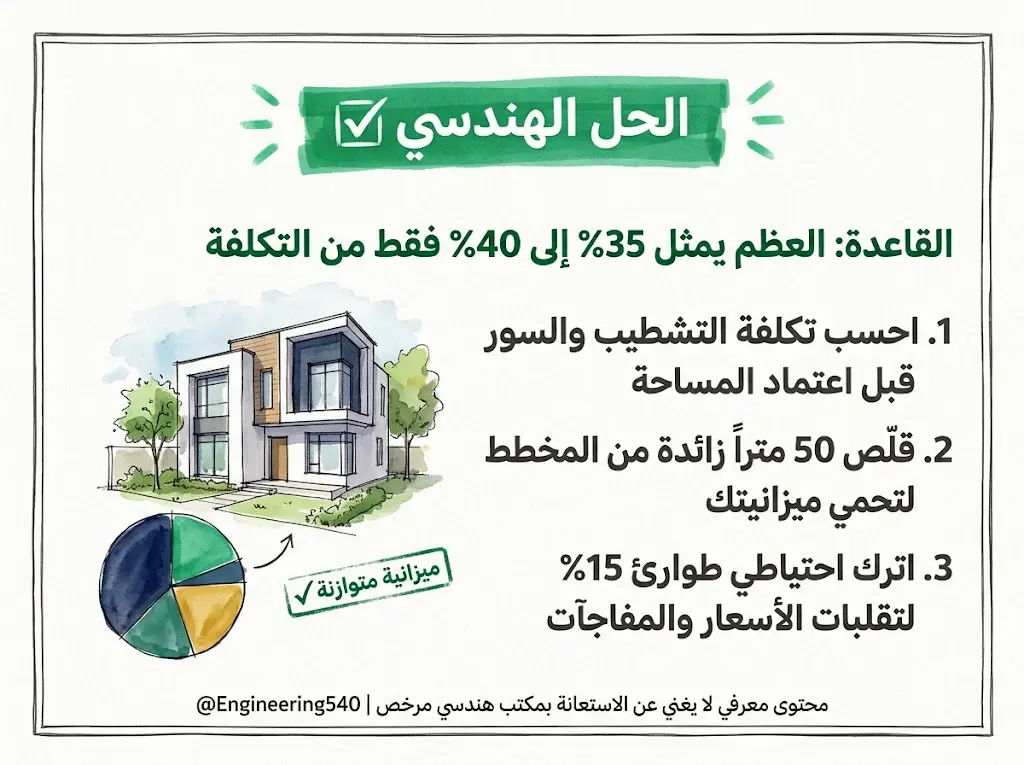 الحل الهندسي
القاعدة: العظم يمثل 35% إلى 40% فقط من التكلفة
1. احسب تكلفة التشطيب والسور
قبل اعتماد المساحة
2. قلّص 50 متراً زائدة من المخطط
لتحمي ميزانيتك
3. اترك احتياطي طوارئ 15%
لتقلبات الأسعار والمفاجآت
ميزانية متوازنة ✓
محتوى معرفي لا يغني عن الاستعانة بمكتب هندسي مرخص | @Engineering540